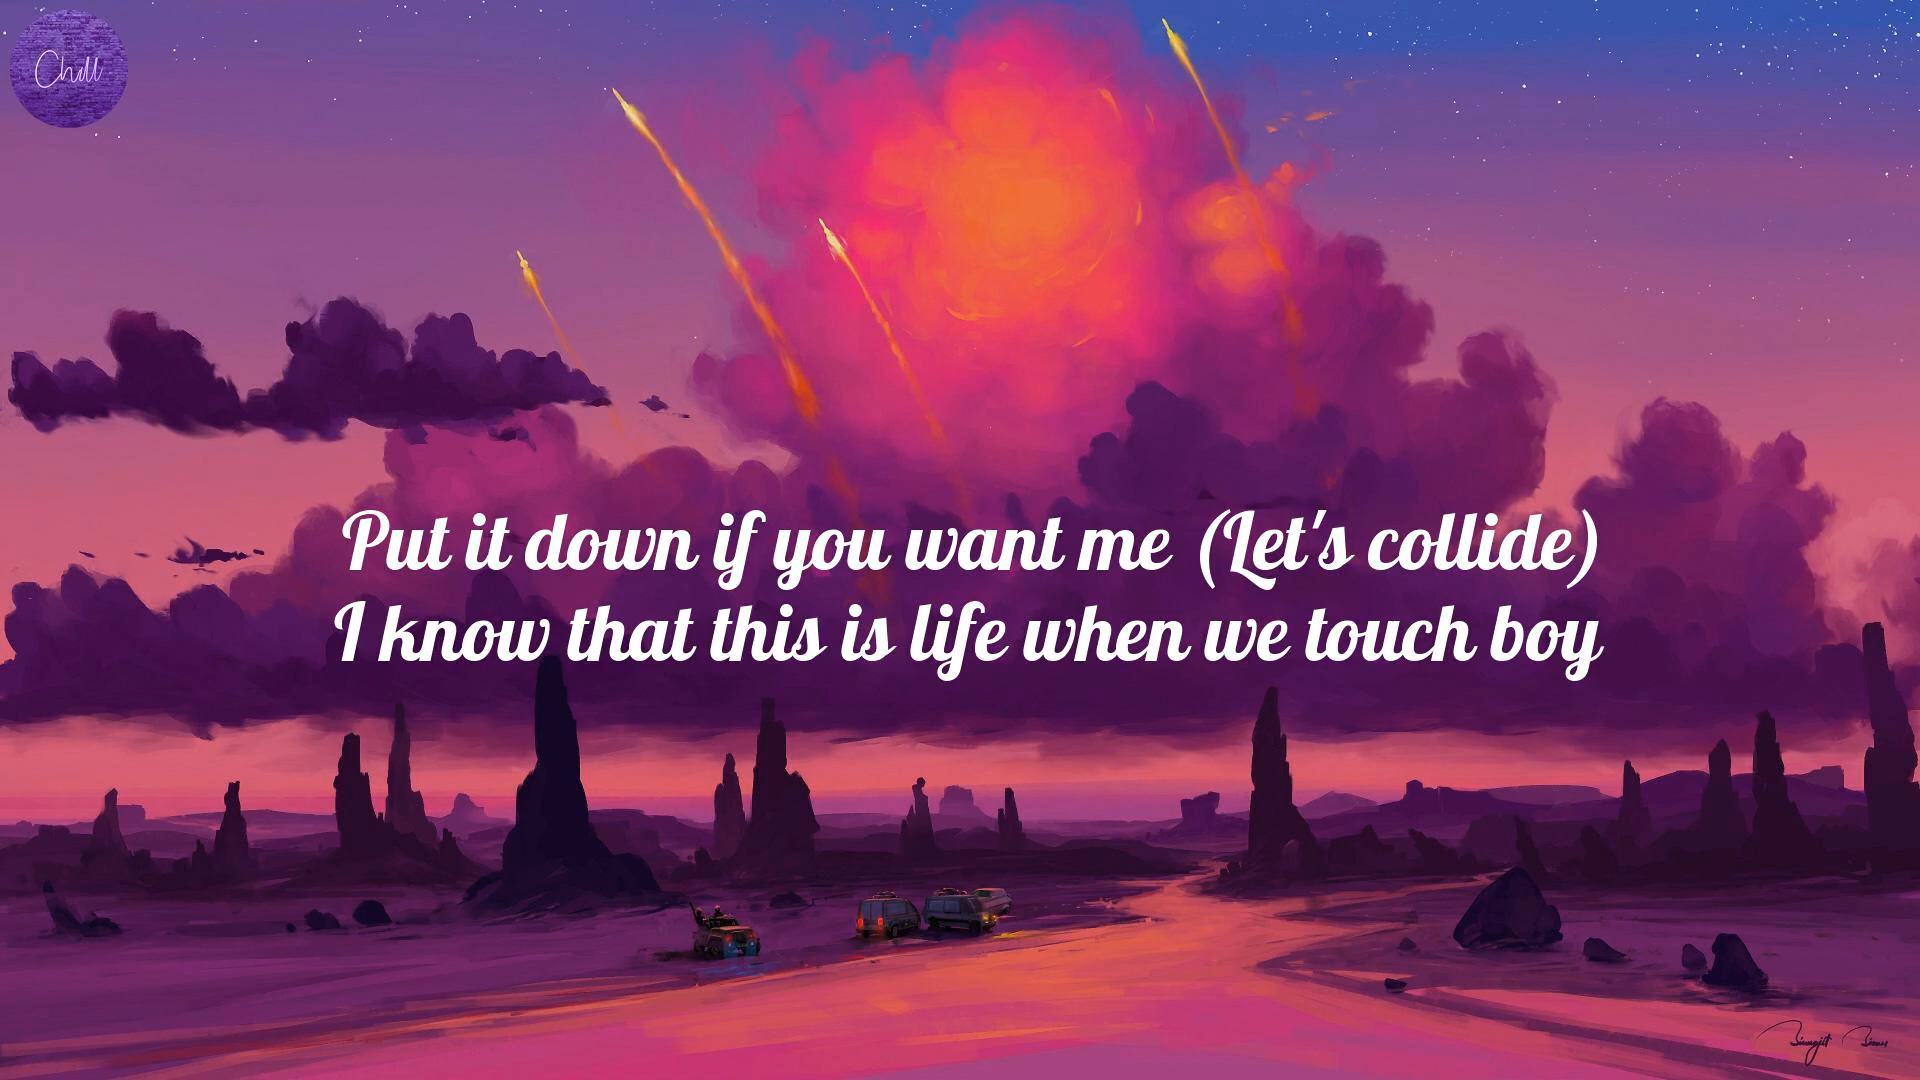 Chill
Put it down if you want me (Let's collide)
I know that this is life when we touch boy